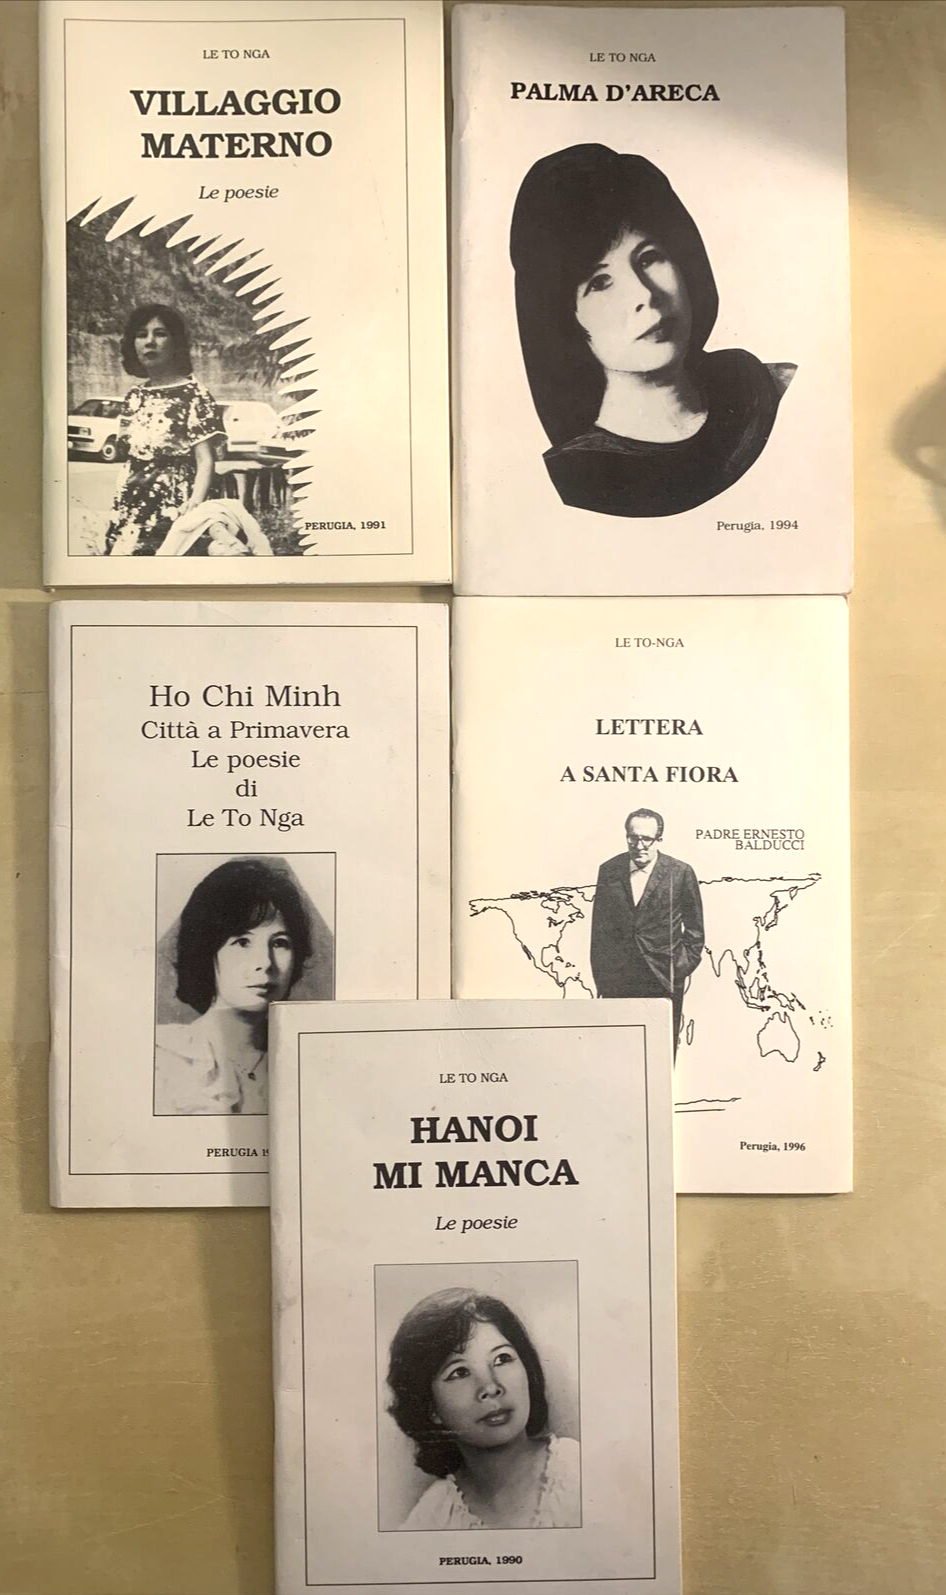 LE TO NGA
VILLAGGIO
MATERNO
Le poesie
PERUGIA, 1991
LE TO NGA
PALMA D'ARECA
Perugia, 1994
Ho Chi Minh
Città a Primavera
Le poesie
di
Le To Nga
PERUGIA
LE TO-NGA
LETTERA
A SANTA FIORA
PADRE ERNESTO
BALDUCCI
Perugia, 1996
LE TO NGA
HANOI
MI MANCA
Le poesie
PERUGIA, 1990